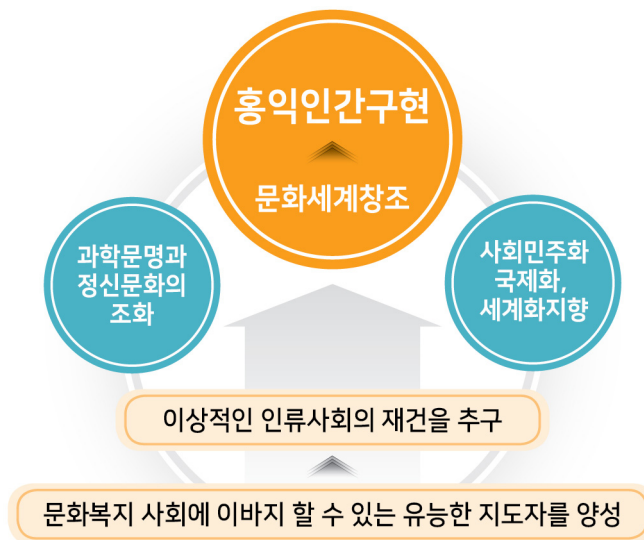 홍익인간구현
문화세계창조
과학문명과
정신문화의
조화
사회민주화
국제화,
세계화지향
이상적인 인류사회의 재건을 추구
문화복지 사회에 이바지 할 수 있는 유능한 지도자를 양성